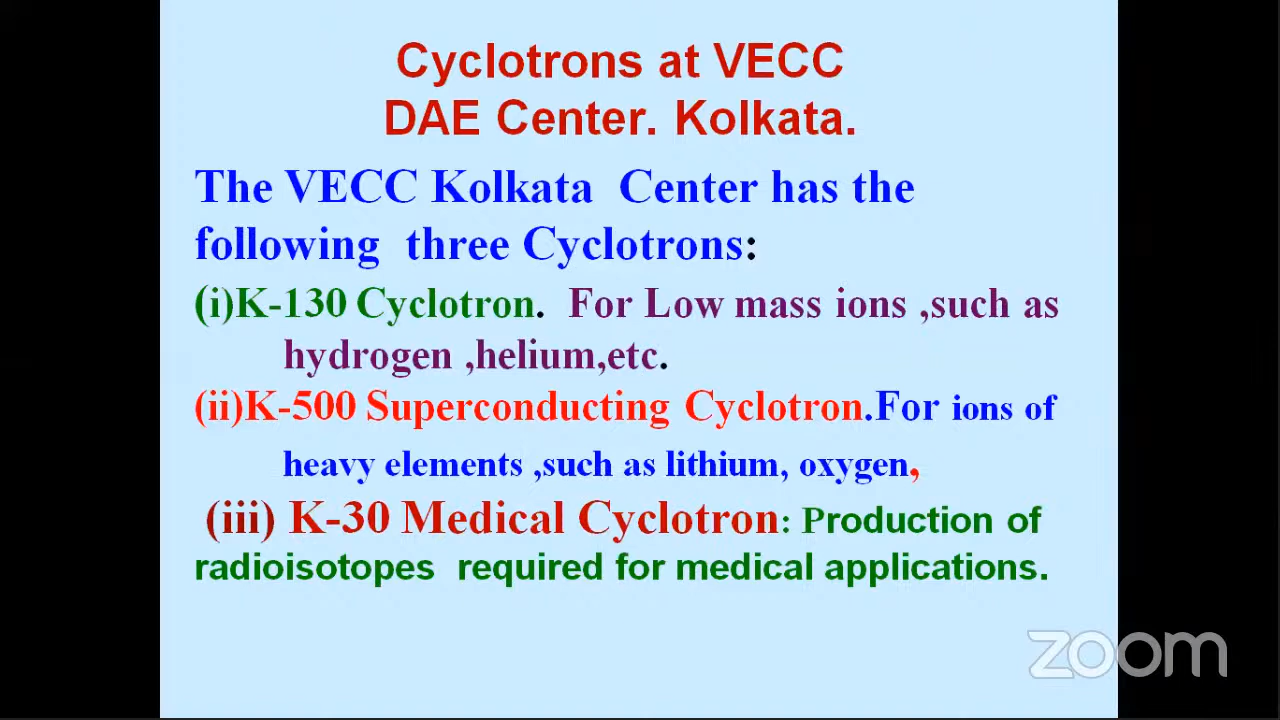 Cyclotrons at VECC
DAE Center. Kolkata.
The VECC Kolkata  Center has the
following  three Cyclotrons:
(i)K-130 Cyclotron.  For Low mass ions ,such as
hydrogen ,helium,etc.
(ii)K-500 Superconducting Cyclotron.For ions of
heavy elements ,such as lithium, oxygen,
(iii) K-30 Medical Cyclotron: Production of
radioisotopes  required for medical applications.
zoom